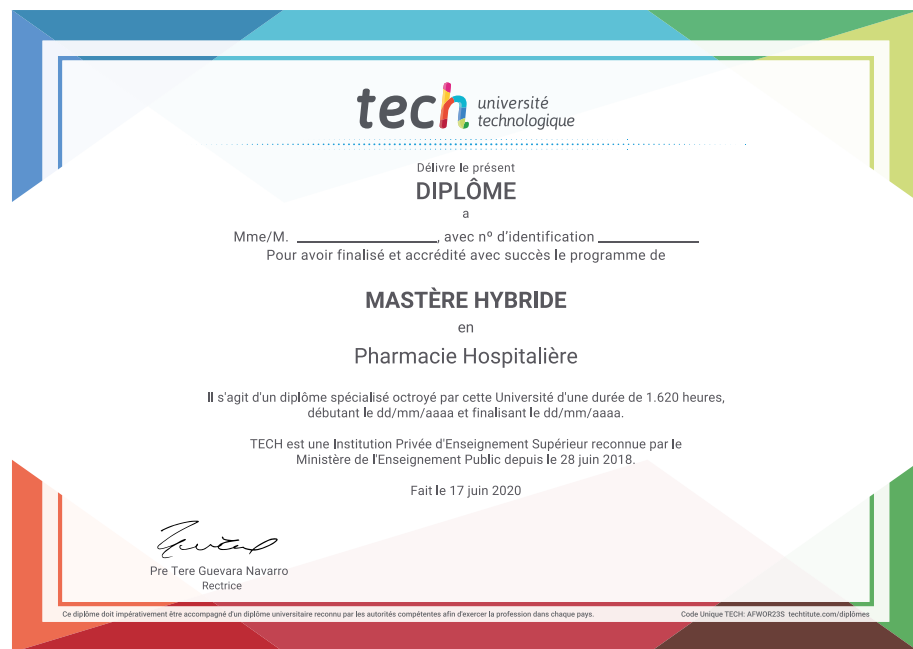 tech université
technologique
Délivre le présent
DIPLÔME
a
Mme/M. ____________, avec nº d'identification ____________
Pour avoir finalisé et accrédité avec succès le programme de
MASTÈRE HYBRIDE
en
Pharmacie Hospitalière
Il s'agit d'un diplôme spécialisé octroyé par cette Université d'une durée de 1.620 heures,
débutant le dd/mm/aaaa et finalisant le dd/mm/aaaa.
TECH est une Institution Privée d'Enseignement Supérieur reconnue par le
Ministère de l'Enseignement Public depuis le 28 juin 2018.
Fait le 17 juin 2020
Pre Tere Guevara Navarro
Rectrice
Ce diplôme doit impérativement être accompagné d'un diplôme universitaire reconnu par les autorités compétentes afin d'exercer la profession dans chaque pays.
Code Unique TECH: AFWOR23S techtitute.com/diplômes